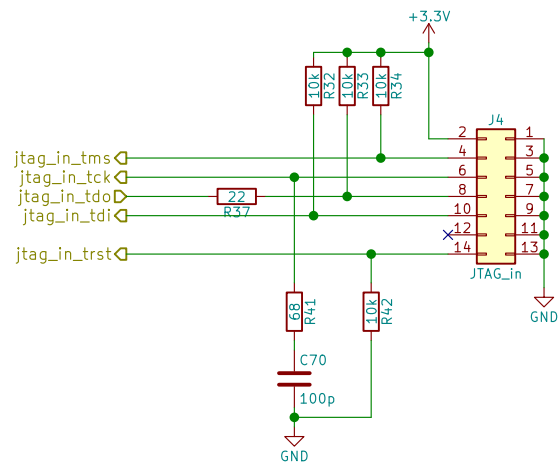 +3.3V
10k R32 10k R33 10k R34
J4
2 1
jtag_in_tms 4 3
jtag_in_tck 6 5
jtag_in_tdo 22 8 7
R37
jtag_in_tdi 10 9
12 11
jtag_in_trst 14 13
JTAG_in
68 R41 10k R42
GND
C70
100p
GND